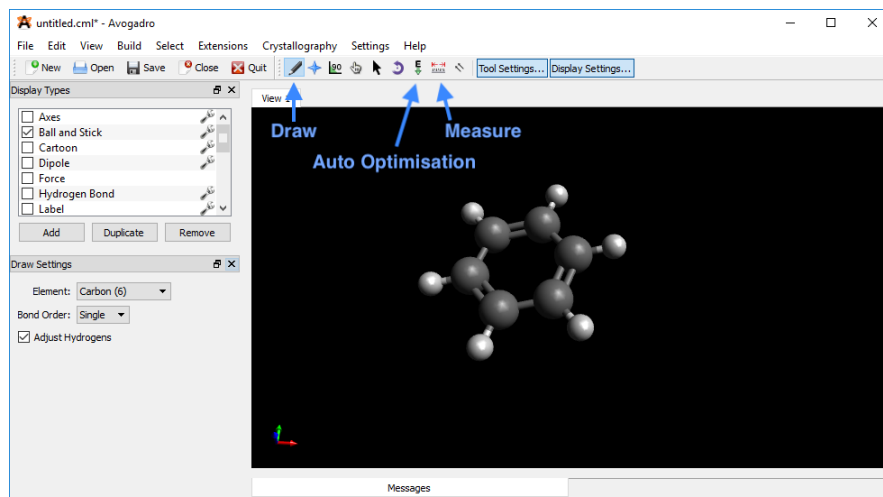 untitled.cml* - Avogadro
File Edit View Build Select Extensions Crystallography Settings Help
New Open Save Close Quit Tool Settings... Display Settings...
Display Types
View
Axes
Ball and Stick
Cartoon
Dipole
Force
Hydrogen Bond
Label
Add Duplicate Remove
Draw Settings
Element: Carbon (6)
Bond Order: Single
Adjust Hydrogens
Draw
Measure
Auto Optimisation
Messages